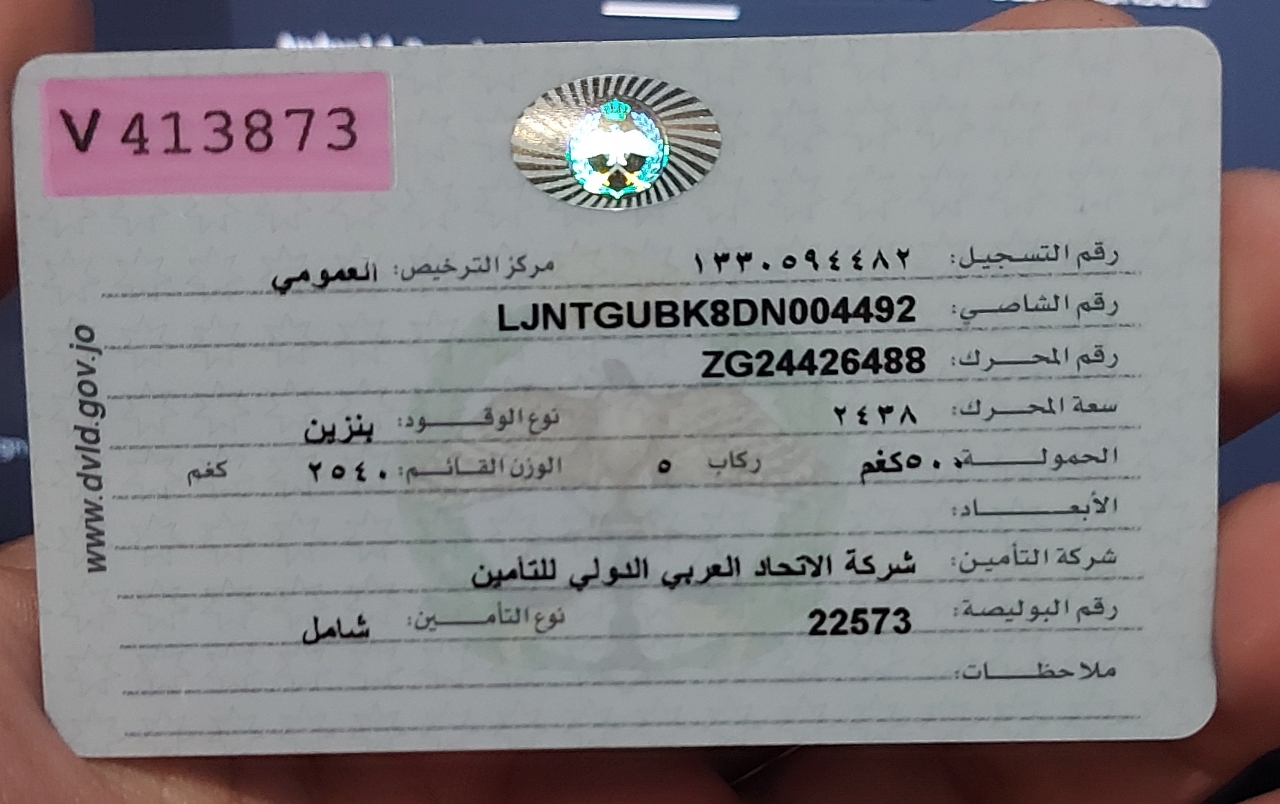 V 413873
رقم التسجيل: ١٣٣٠٥٩٤٤٨٢ مركز الترخيص: العمومي
رقم الشاصي: LJNTGUBK8DN004492
رقم المحرك: ZG24426488
سعة المحرك: ٢٤٣٨ نوع الوقود: بنزين
الحمولة: ٥٠٠كغم ركاب ٥ الوزن القائم: ٢٥٤٠ كغم
الأبعاد:
شركة التأمين: شركة الاتحاد العربي الدولي للتأمين
رقم البوليصة: 22573 نوع التأمين: شامل
ملاحظات:
www.dvld.gov.jo